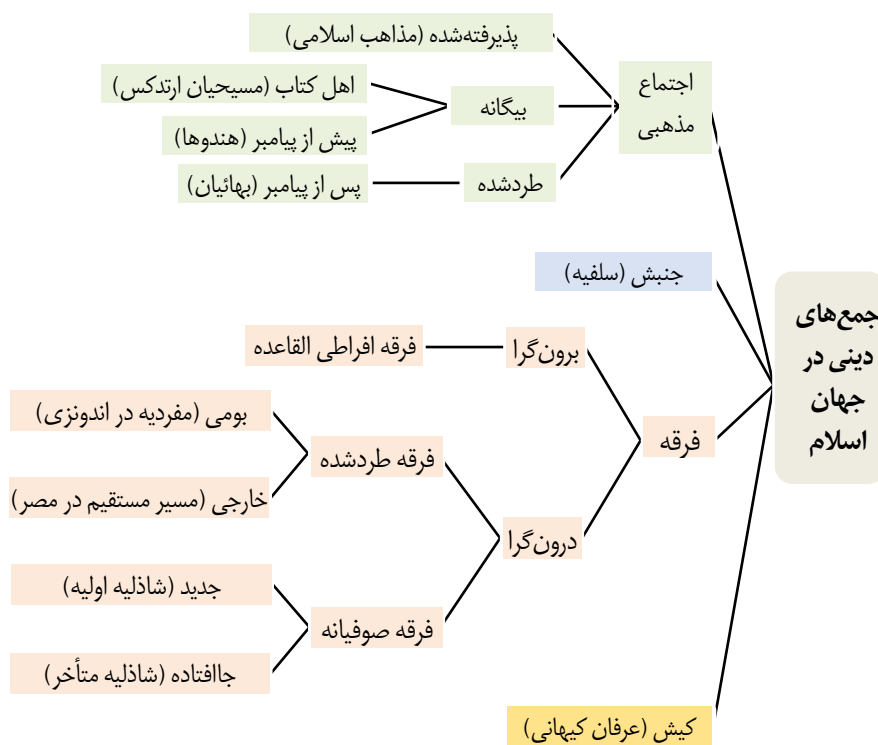 جمع‌های
دینی در
جهان
اسلام
اجتماع
مذهبی
پذیرفته‌شده (مذاهب اسلامی)
بیگانه
اهل کتاب (مسیحیان ارتدکس)
پیش از پیامبر (هندوها)
طردشده
پس از پیامبر (بهائیان)
جنبش (سلفیه)
فرقه
برون‌گرا
فرقه افراطی القاعده
درون‌گرا
فرقه طردشده
بومی (مفردیه در اندونزی)
خارجی (مسیر مستقیم در مصر)
فرقه صوفیانه
جدید (شاذلیه اولیه)
جاافتاده (شاذلیه متأخر)
کیش (عرفان کیهانی)